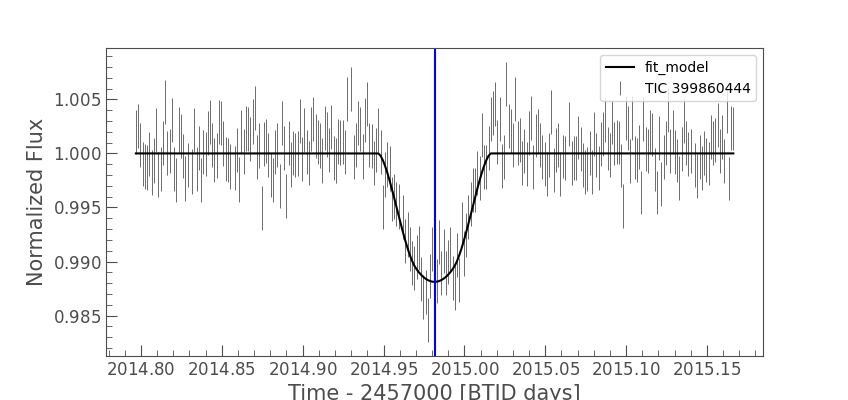 fit_model
TIC 399860444
1.005
1.000
0.995
0.990
0.985
Normalized Flux
2014.80 2014.85 2014.90 2014.95 2015.00 2015.05 2015.10 2015.15
Time - 2457000 [BTJD days]